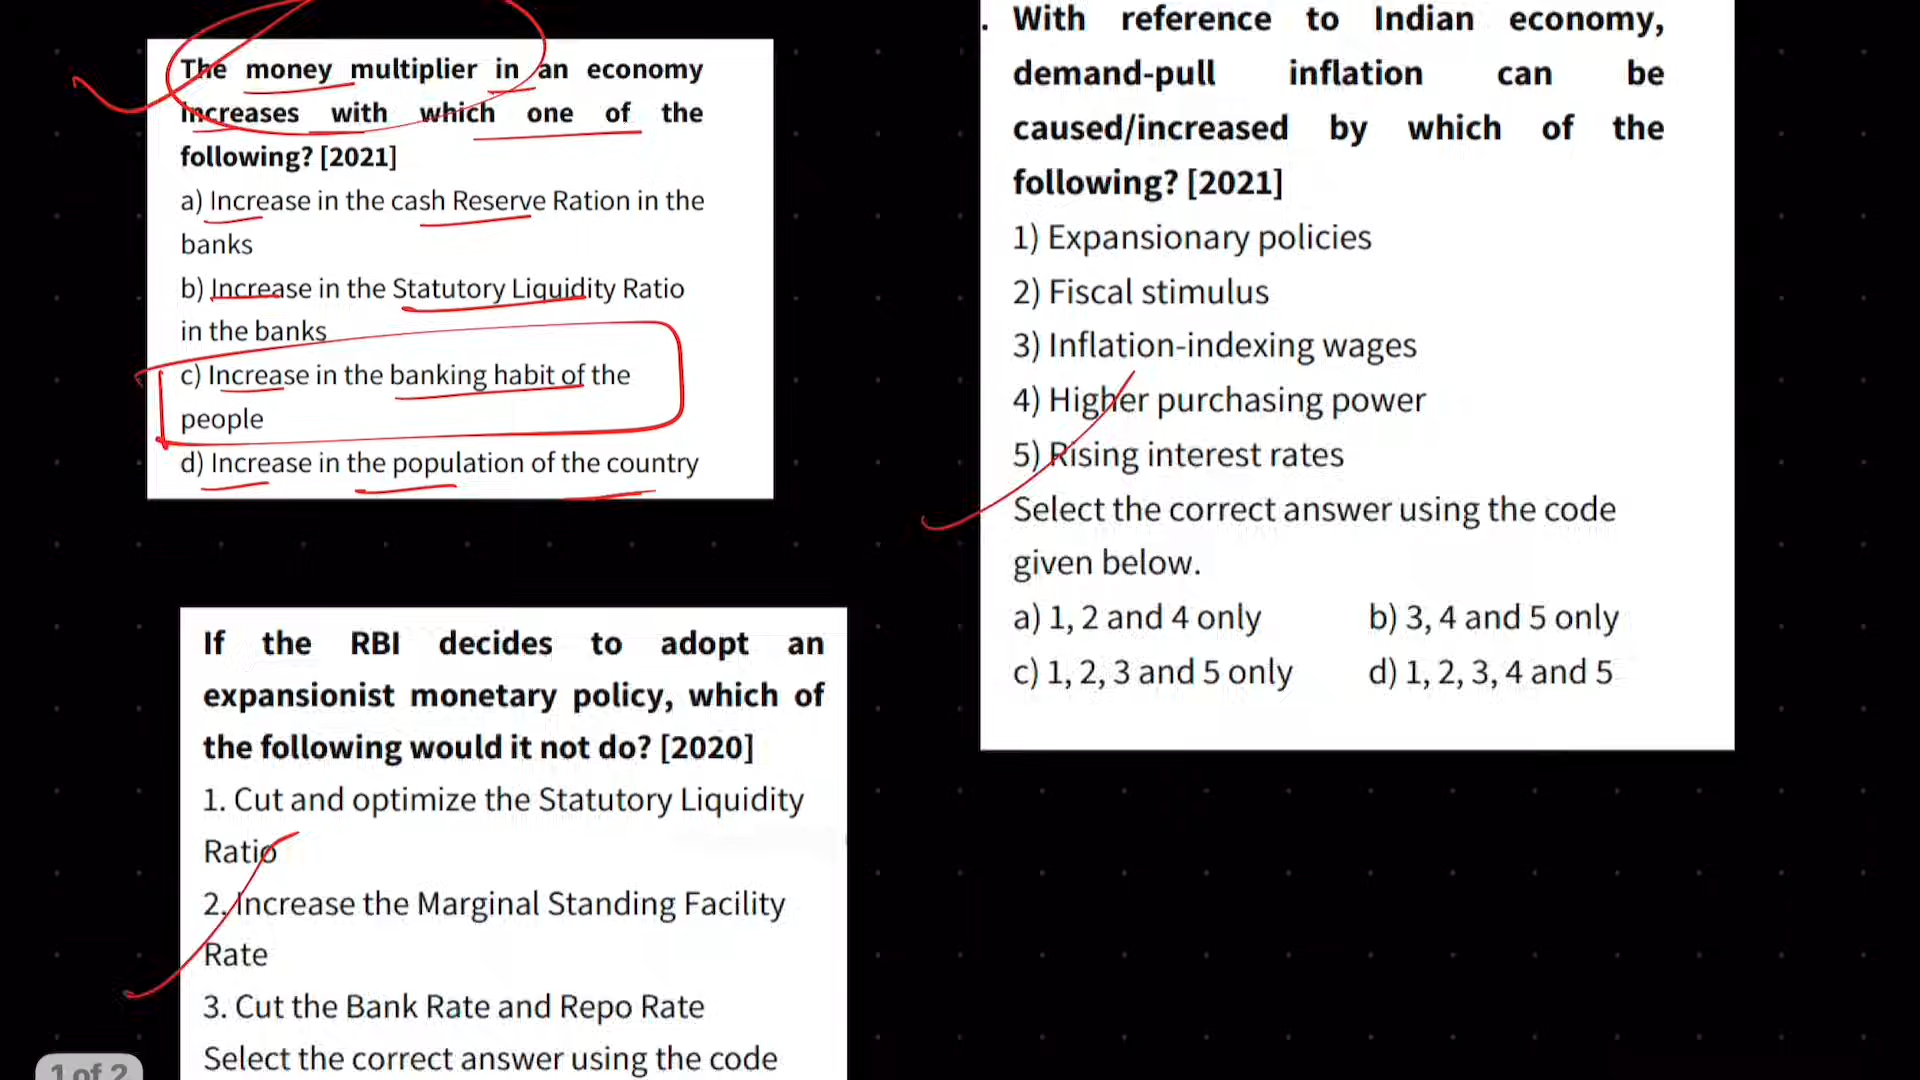 The money multiplier in an economy
increases with which one of the
following? [2021]
a) Increase in the cash Reserve Ration in the
banks
b) Increase in the Statutory Liquidity Ratio
in the banks
c) Increase in the banking habit of the
people
d) Increase in the population of the country
If the RBI decides to adopt an
expansionist monetary policy, which of
the following would it not do? [2020]
1. Cut and optimize the Statutory Liquidity
Ratio
2. Increase the Marginal Standing Facility
Rate
3. Cut the Bank Rate and Repo Rate
Select the correct answer using the code
. With reference to Indian economy,
demand-pull inflation can be
caused/increased by which of the
following? [2021]
1) Expansionary policies
2) Fiscal stimulus
3) Inflation-indexing wages
4) Higher purchasing power
5) Rising interest rates
Select the correct answer using the code
given below.
a) 1, 2 and 4 only b) 3, 4 and 5 only
c) 1, 2, 3 and 5 only d) 1, 2, 3, 4 and 5
1 of 2